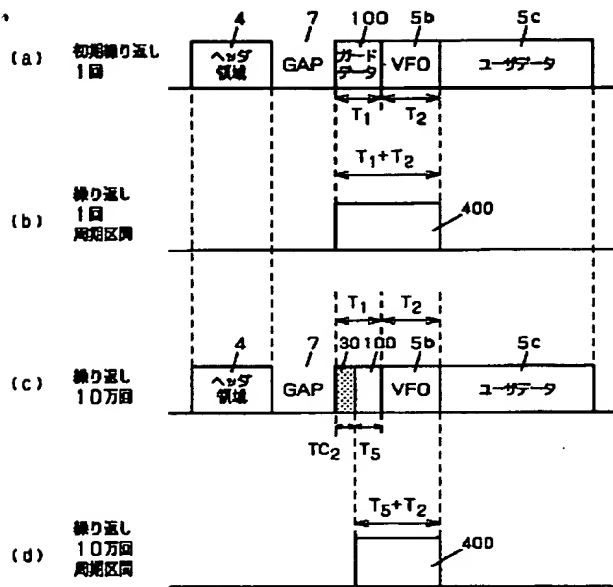 4 7 100 5b 5c
(a) 初期繰り返し
1回
ヘッダ
領域
GAP
ガード
データ
VFO
ユーザデータ
T1 T2
T1+T2
(b) 繰り返し
1回
周期区間
400
T1 T2
4 7 30 100 5b 5c
(c) 繰り返し
10万回
ヘッダ
領域
GAP
VFO
ユーザデータ
TC2 T5
T5+T2
(d) 繰り返し
10万回
周期区間
400